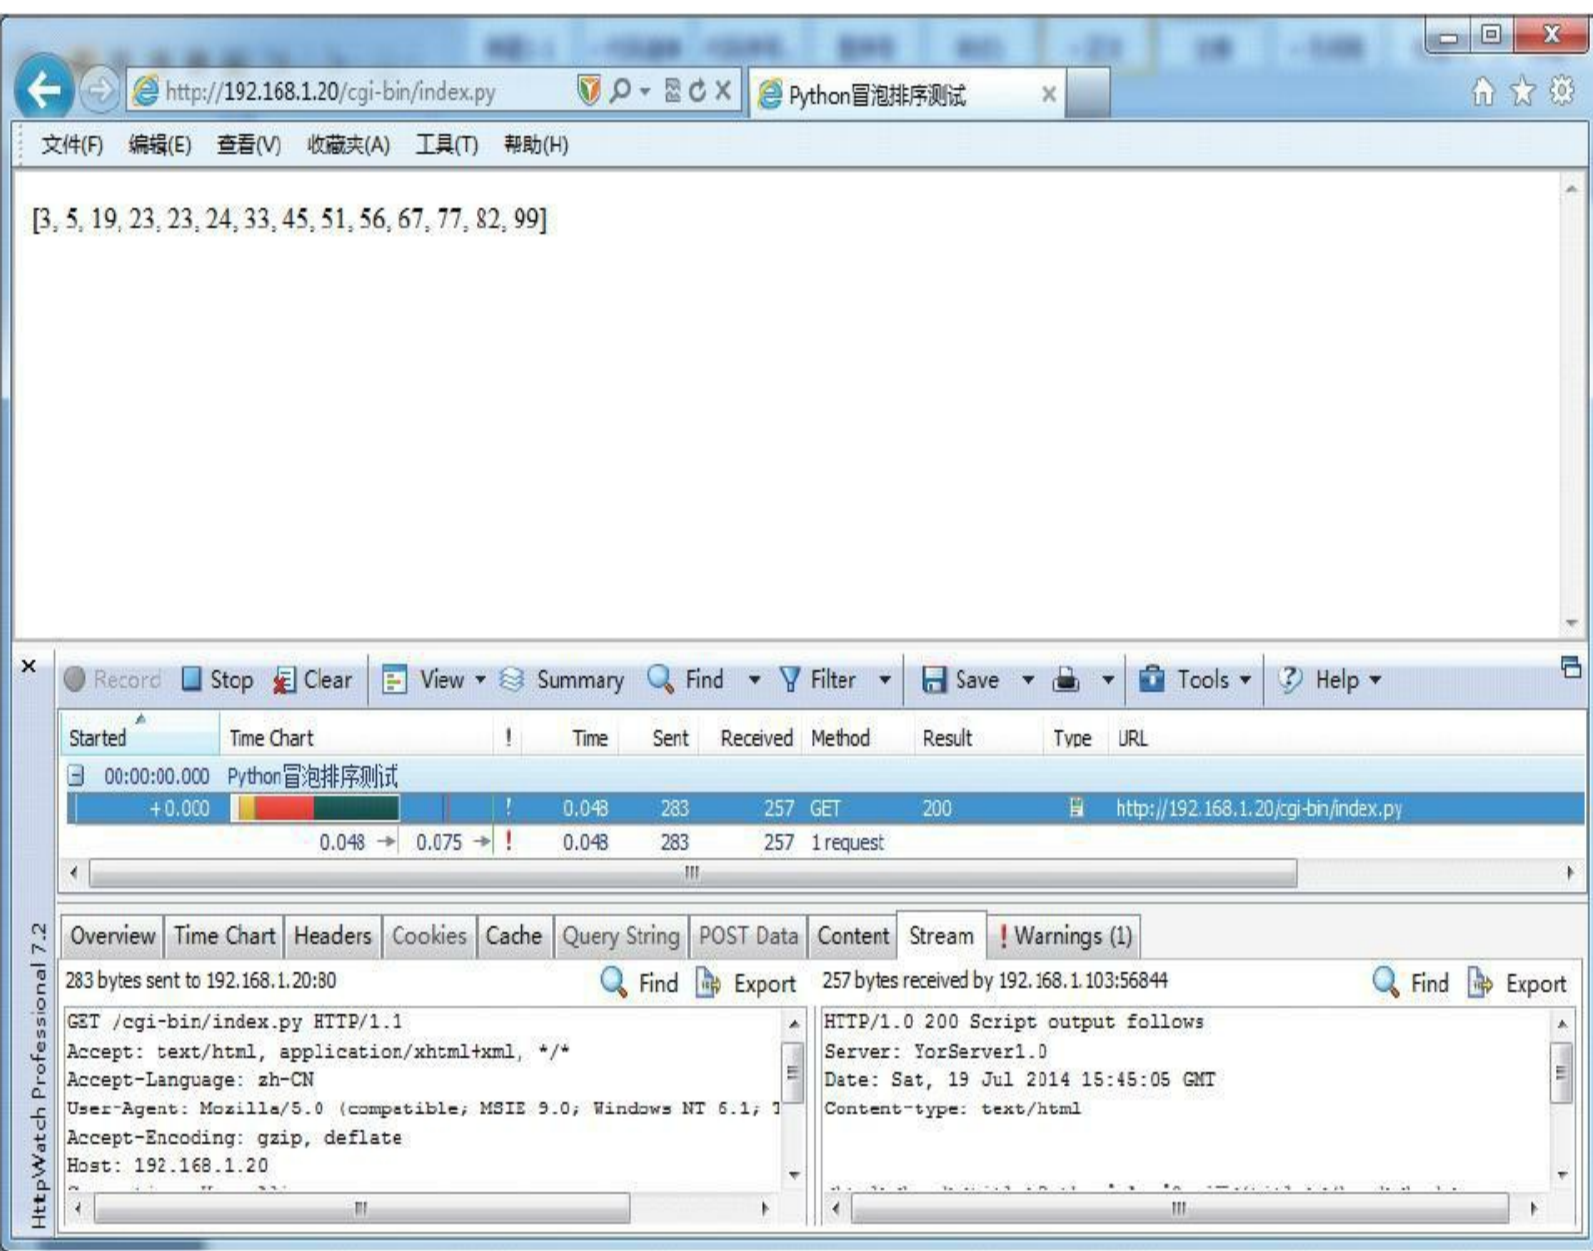 http://192.168.1.20/cgi-bin/index.py
Python冒泡排序测试
文件(F) 编辑(E) 查看(V) 收藏夹(A) 工具(T) 帮助(H)
[3, 5, 19, 23, 23, 24, 33, 45, 51, 56, 67, 77, 82, 99]
Record Stop Clear View Summary Find Filter Save Tools Help
Started Time Chart ! Time Sent Received Method Result Type URL
00:00:00.000 Python冒泡排序测试
+0.000 ! 0.048 283 257 GET 200 http://192.168.1.20/cgi-bin/index.py
0.048 0.075 ! 0.048 283 257 1 request
HttpWatch Professional 7.2
Overview Time Chart Headers Cookies Cache Query String POST Data Content Stream ! Warnings (1)
283 bytes sent to 192.168.1.20:80 Find Export
GET /cgi-bin/index.py HTTP/1.1
Accept: text/html, application/xhtml+xml, */*
Accept-Language: zh-CN
User-Agent: Mozilla/5.0 (compatible; MSIE 9.0; Windows NT 6.1;
Accept-Encoding: gzip, deflate
Host: 192.168.1.20
257 bytes received by 192.168.1.103:56844 Find Export
HTTP/1.0 200 Script output follows
Server: YorServer1.0
Date: Sat, 19 Jul 2014 15:45:05 GMT
Content-type: text/html